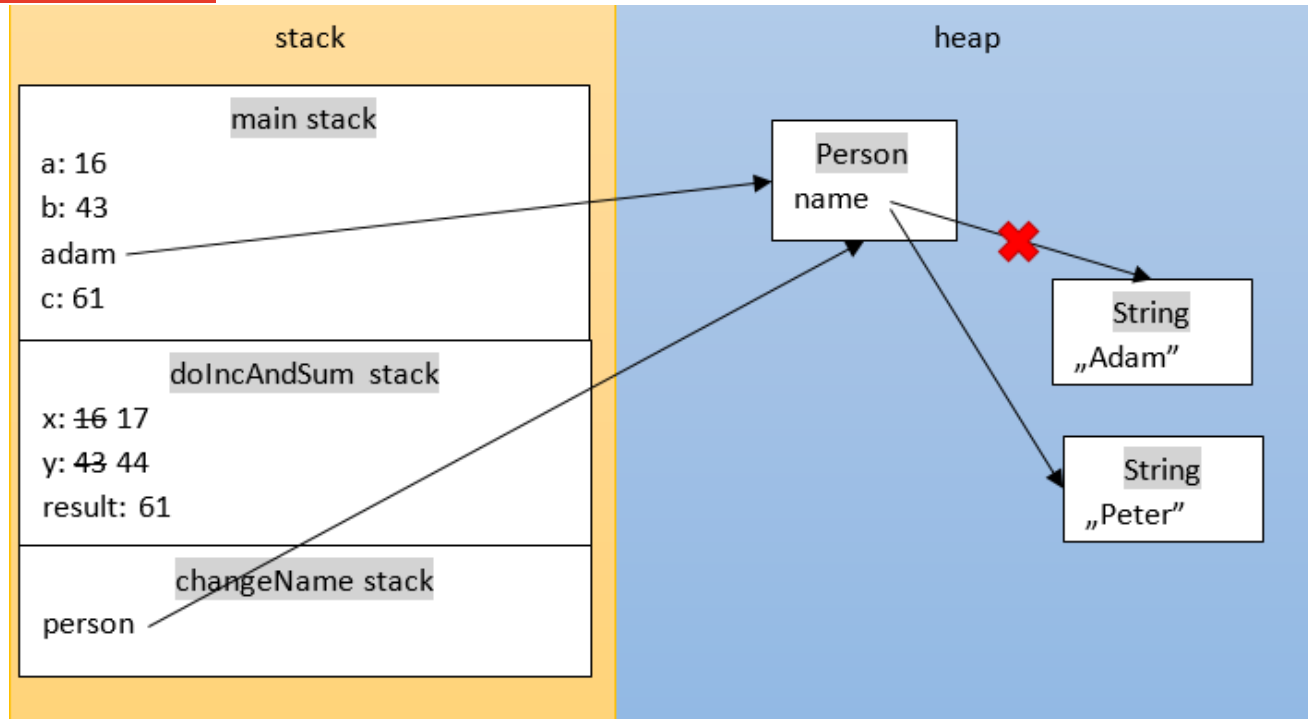 stack
main stack
a: 16
b: 43
adam
c: 61
doIncAndSum stack
x: 16 17
y: 43 44
result: 61
changeName stack
person
heap
Person
name
String
„Adam”
String
„Peter”